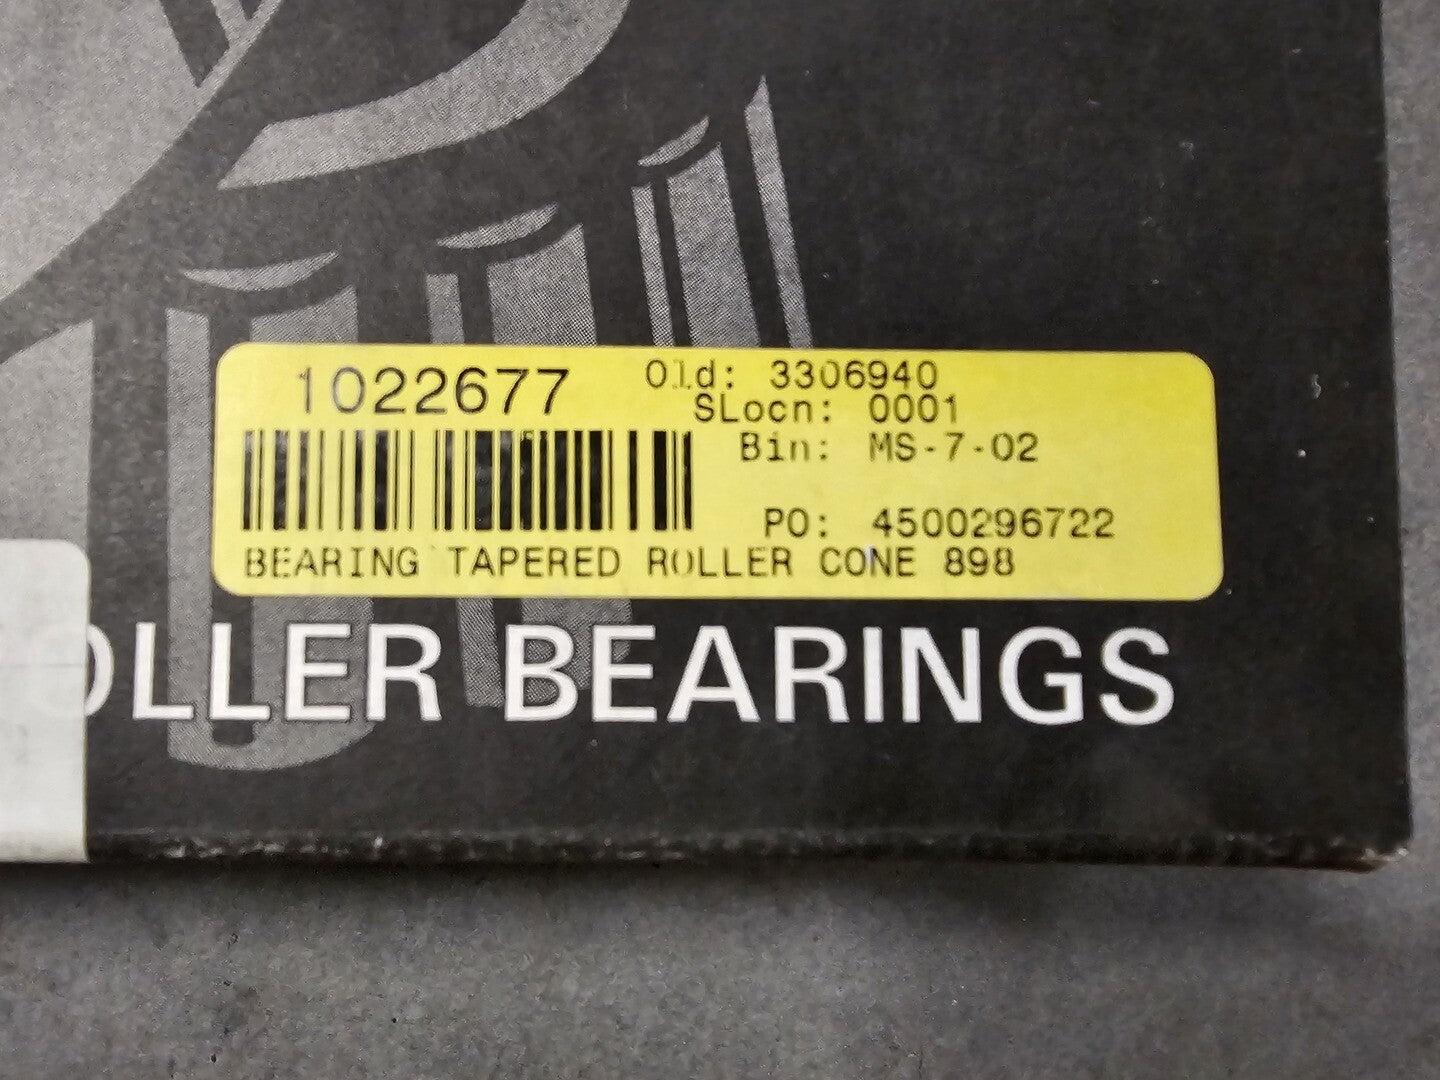 1022677 Old: 3306940
SLocn: 0001
Bin: MS-7-02
PO: 4500296722
BEARING TAPERED ROLLER CONE 898
OLLER BEARINGS